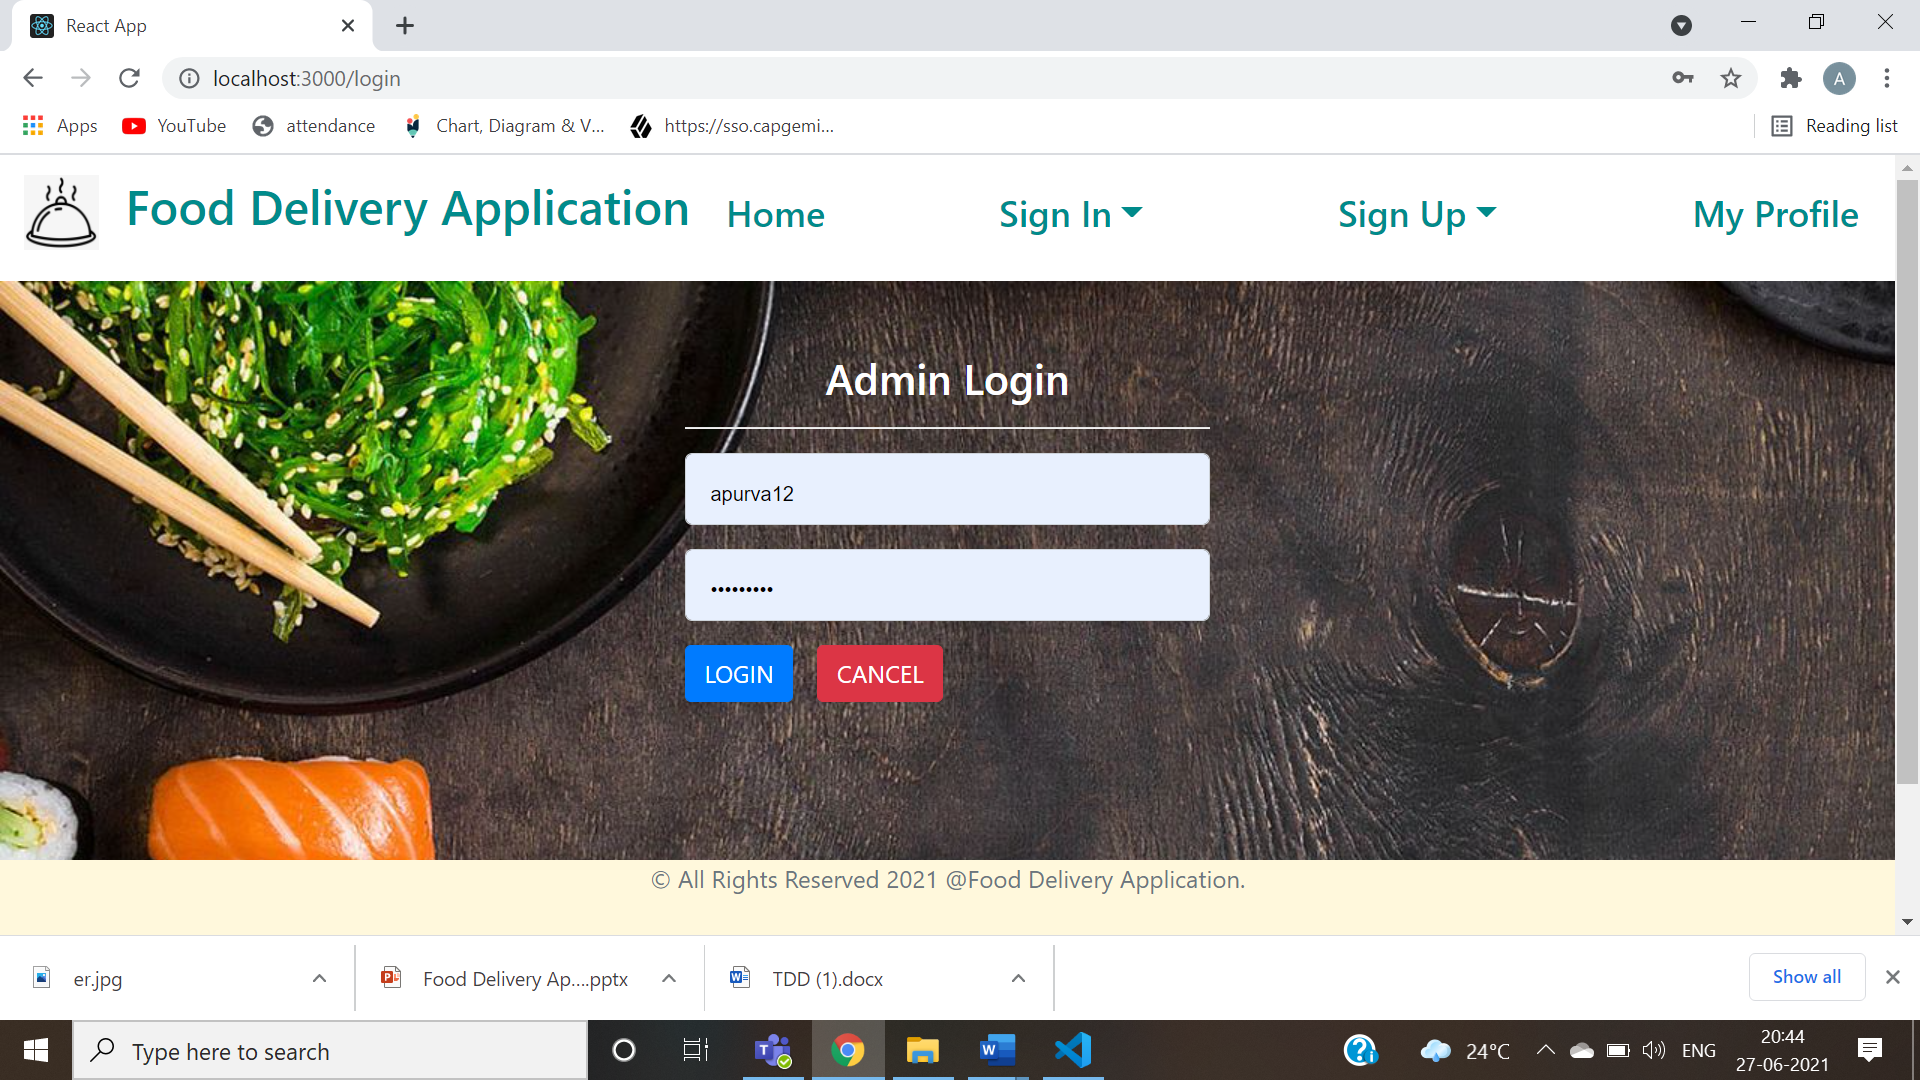 React App
localhost:3000/login
A
Apps YouTube attendance Chart, Diagram & V... https://sso.capgemi... Reading list
Food Delivery Application Home Sign In Sign Up My Profile
Admin Login
apurva12
•••••••••
LOGIN CANCEL
© All Rights Reserved 2021 @Food Delivery Application.
er.jpg Food Delivery Ap....pptx TDD (1).docx Show all
Type here to search 24°C ENG 20:44
27-06-2021